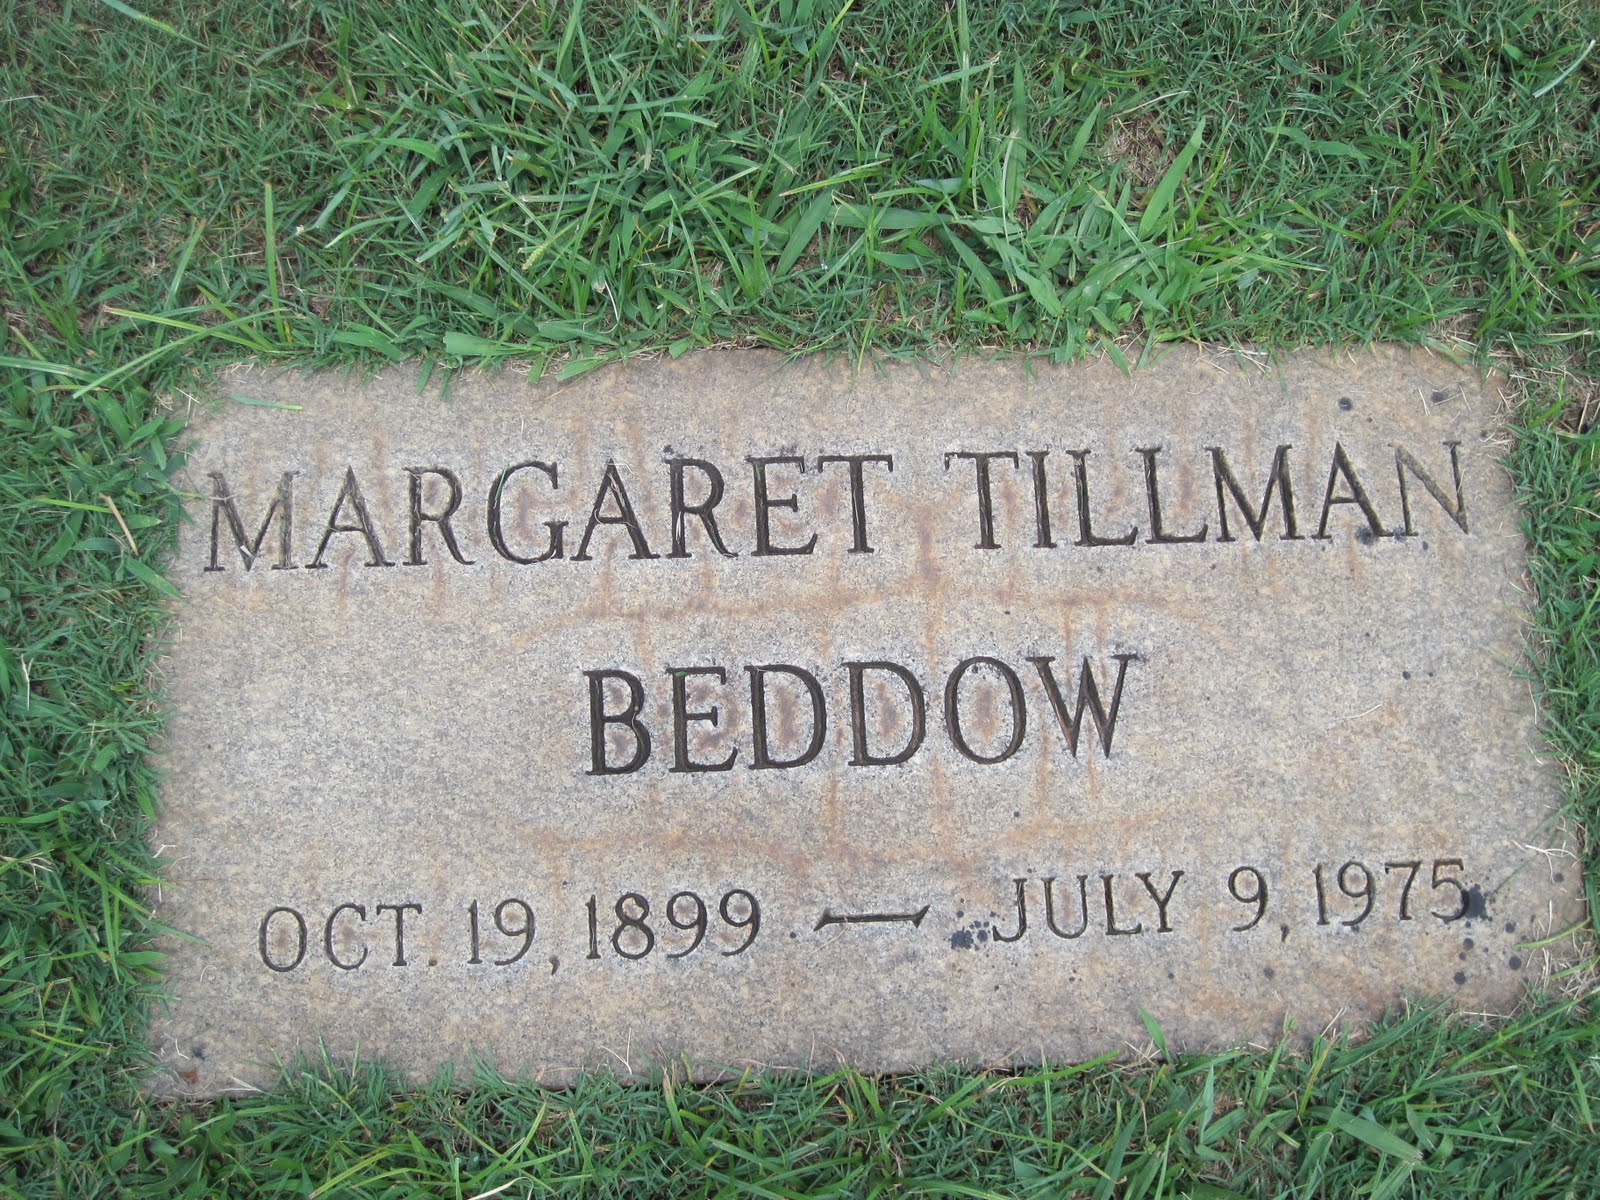 MARGARET TILLMAN
BEDDOW
OCT. 19, 1899 — JULY 9, 1975